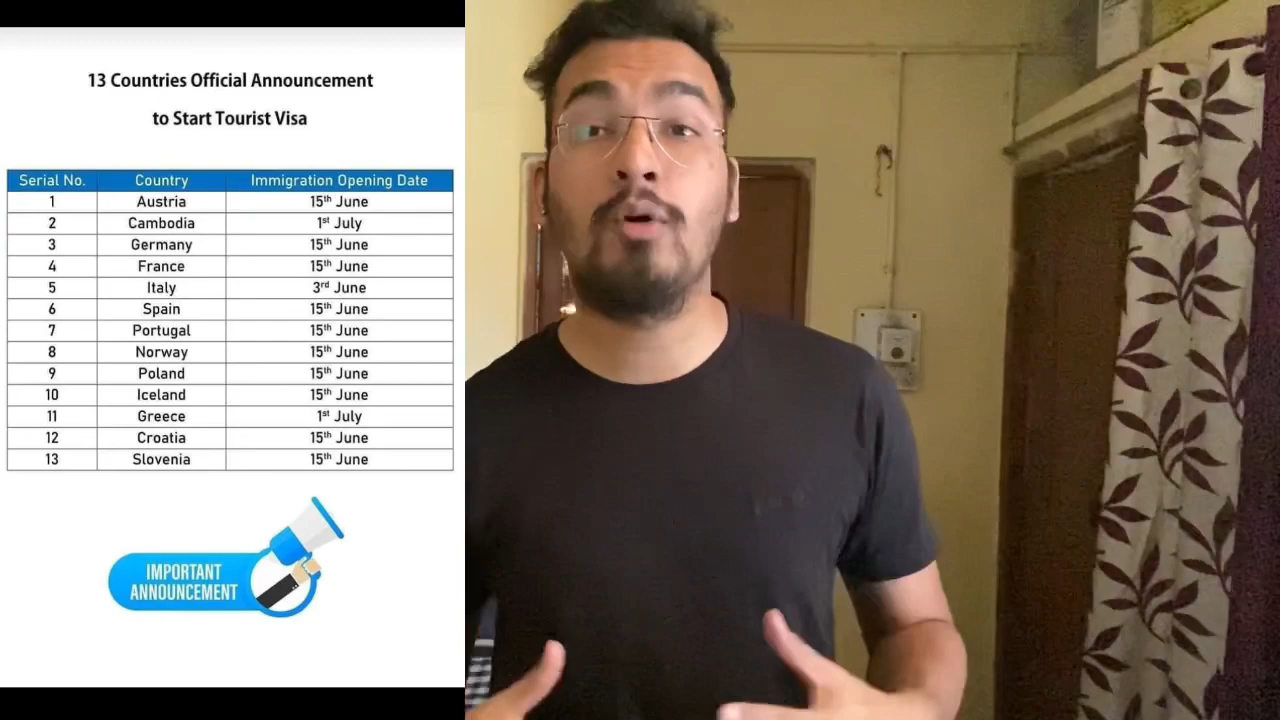 13 Countries Official Announcement
to Start Tourist Visa
Serial No. Country Immigration Opening Date
1 Austria 15th June
2 Cambodia 1st July
3 Germany 15th June
4 France 15th June
5 Italy 3rd June
6 Spain 15th June
7 Portugal 15th June
8 Norway 15th June
9 Poland 15th June
10 Iceland 15th June
11 Greece 1st July
12 Croatia 15th June
13 Slovenia 15th June
IMPORTANT
ANNOUNCEMENT